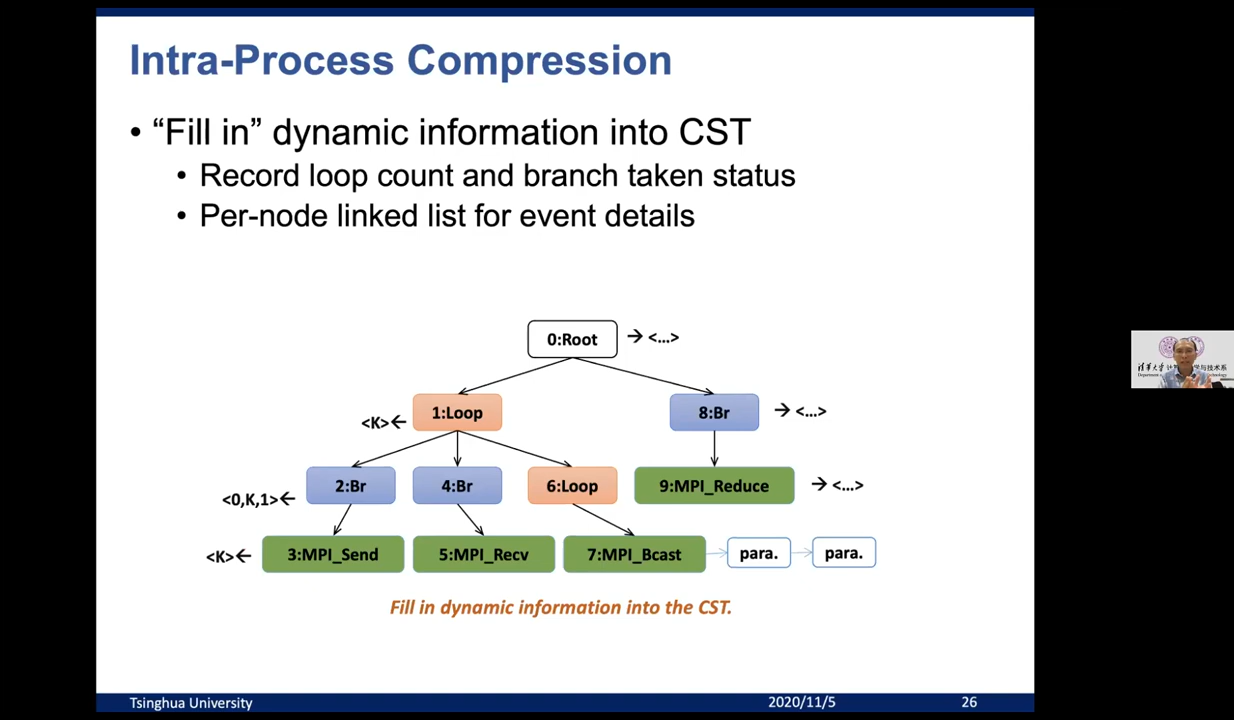 Intra-Process Compression
• “Fill in” dynamic information into CST
• Record loop count and branch taken status
• Per-node linked list for event details
0:Root → <...>
<K>← 1:Loop 8:Br → <...>
<0,K,1>← 2:Br 4:Br 6:Loop 9:MPI_Reduce → <...>
<K>← 3:MPI_Send 5:MPI_Recv 7:MPI_Bcast para. para.
Fill in dynamic information into the CST.
Tsinghua University 2020/11/5 26